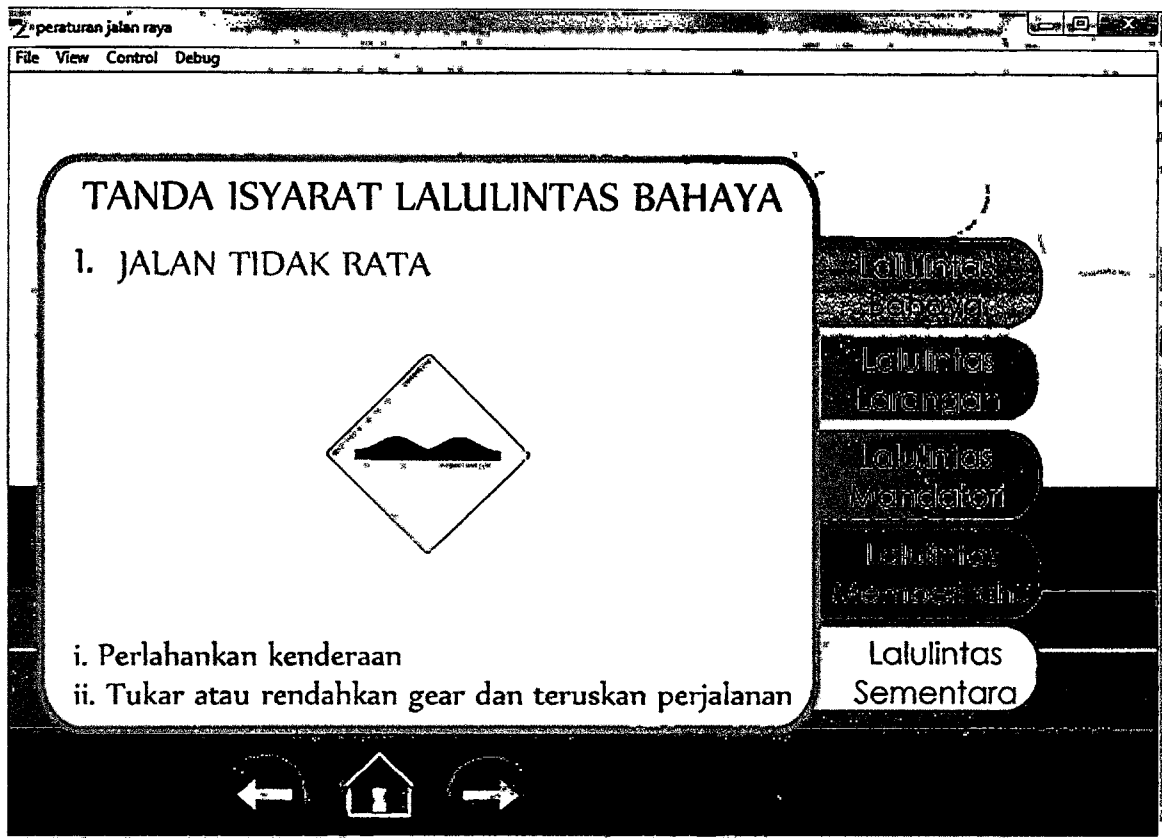 peraturan jalan raya
File View Control Debug
TANDA ISYARAT LALULINTAS BAHAYA
1. JALAN TIDAK RATA
i. Perlahankan kenderaan
ii. Tukar atau rendahkan gear dan teruskan perjalanan
Lalulintas
Bahaya
Lalulintas
Larangan
Lalulintas
Mandatori
Lalulintas
Lalulintas
Sementara